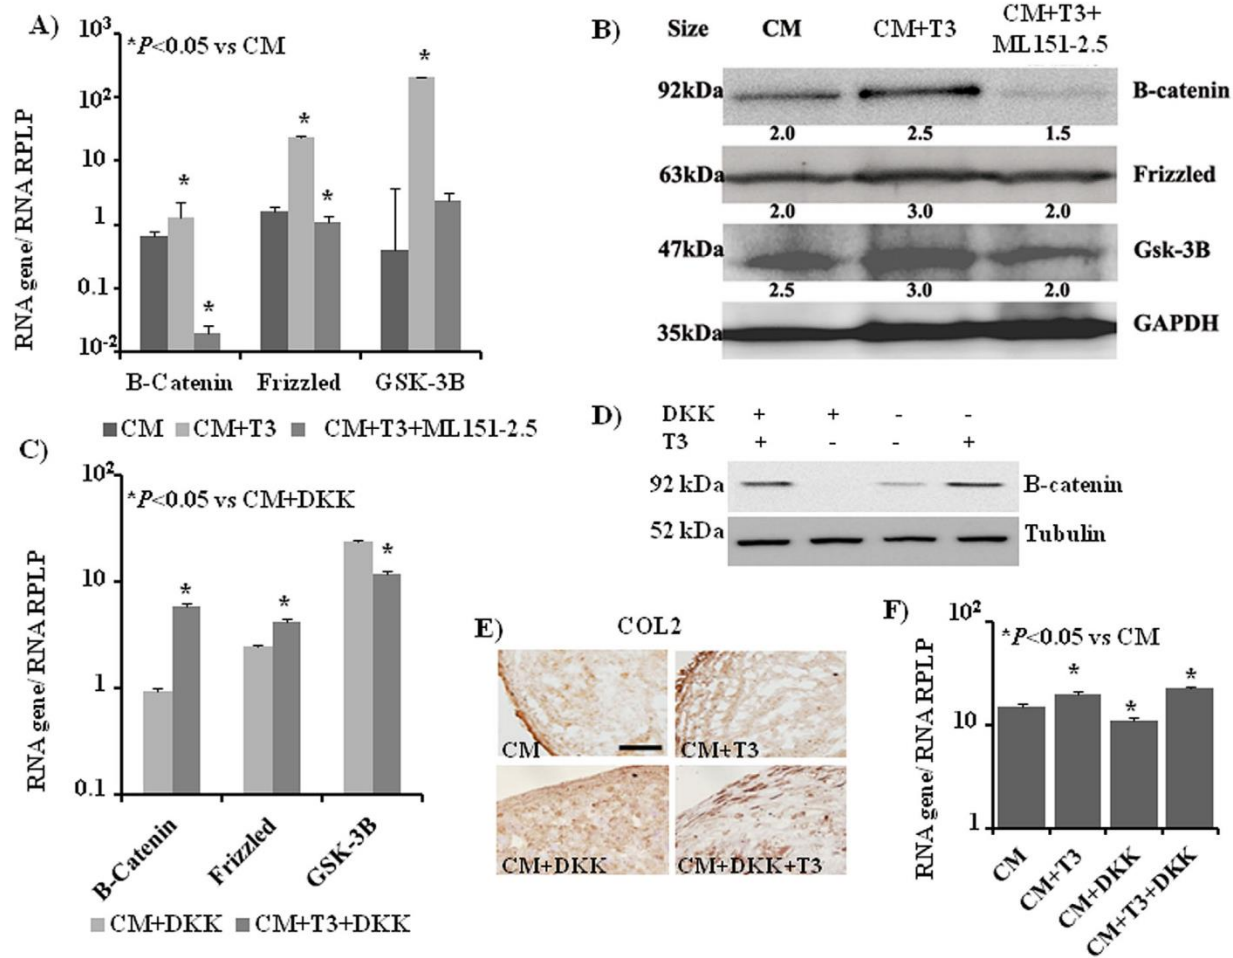 A)
10³
10²
10
1
0.1
10⁻²
RNA gene/ RNA RPLP
*P<0.05 vs CM
*
*
*
*
*
B-Catenin Frizzled GSK-3B
CM CM+T3 CM+T3+ML151-2.5
B)
Size CM CM+T3 CM+T3+
ML151-2.5
92kDa B-catenin
2.0 2.5 1.5
63kDa Frizzled
2.0 3.0 2.0
47kDa Gsk-3B
2.5 3.0 2.0
35kDa GAPDH
C)
10²
10
1
0.1
RNA gene/ RNA RPLP
*P<0.05 vs CM+DKK
*
*
*
B-Catenin Frizzled GSK-3B
CM+DKK CM+T3+DKK
D)
DKK + + - -
T3 + - - +
92 kDa B-catenin
52 kDa Tubulin
E)
COL2
CM CM+T3
CM+DKK CM+DKK+T3
F)
10²
10
1
RNA gene/ RNA RPLP
*P<0.05 vs CM
*
*
*
CM CM+T3 CM+DKK CM+T3+DKK